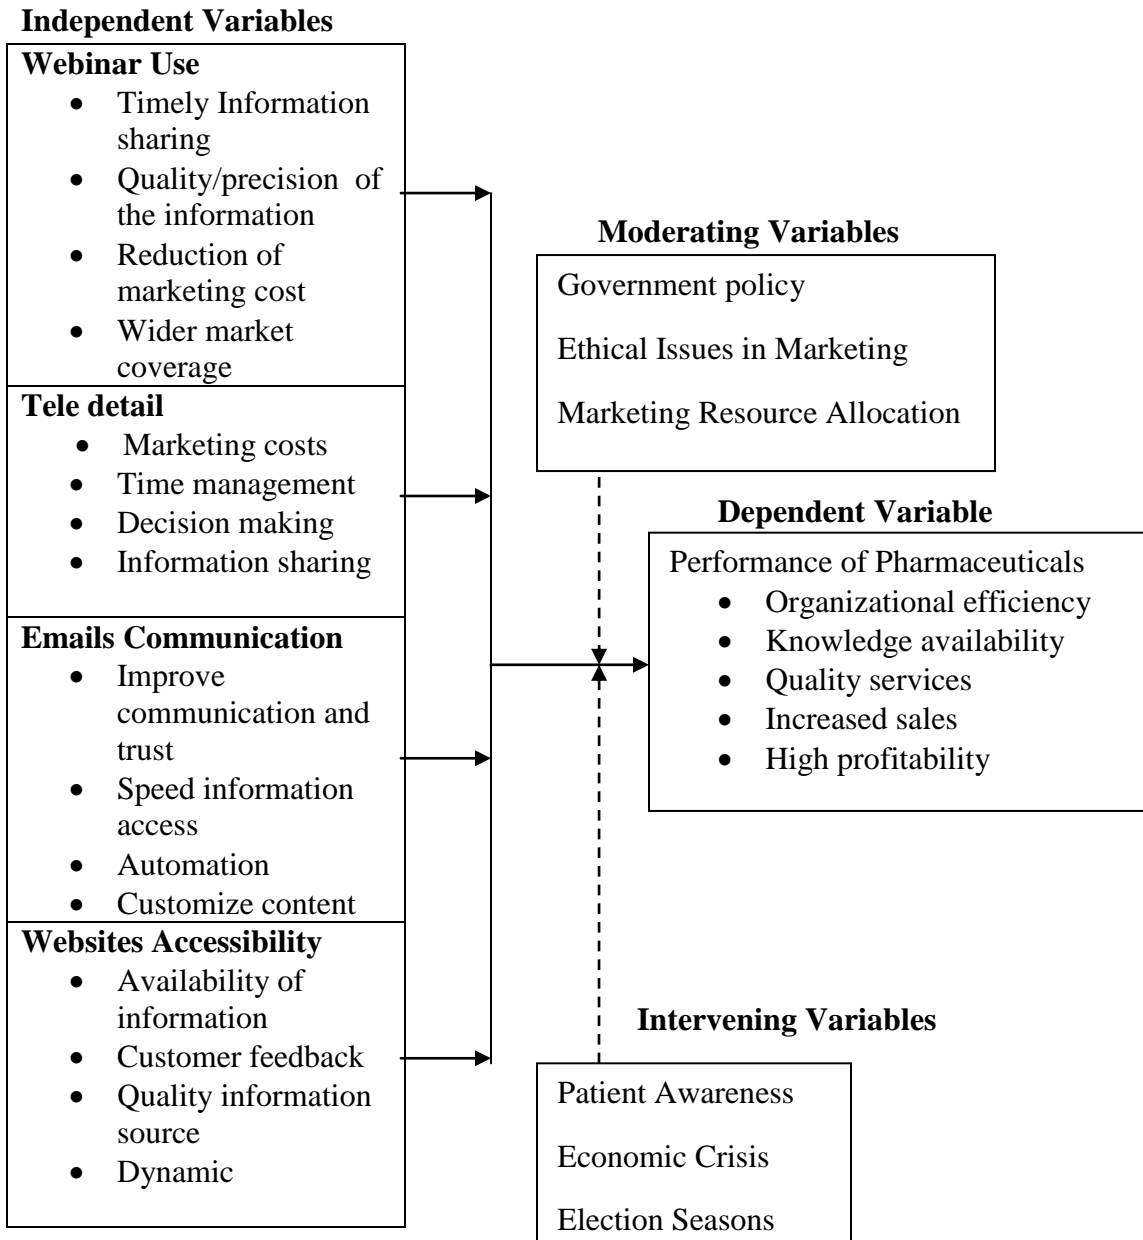 Independent Variables
Webinar Use
• Timely Information
sharing
• Quality/precision of
the information
• Reduction of
marketing cost
• Wider market
coverage
Tele detail
• Marketing costs
• Time management
• Decision making
• Information sharing
Emails Communication
• Improve
communication and
trust
• Speed information
access
• Automation
• Customize content
Websites Accessibility
• Availability of
information
• Customer feedback
• Quality information
source
• Dynamic
Moderating Variables
Government policy
Ethical Issues in Marketing
Marketing Resource Allocation
Dependent Variable
Performance of Pharmaceuticals
• Organizational efficiency
• Knowledge availability
• Quality services
• Increased sales
• High profitability
Intervening Variables
Patient Awareness
Economic Crisis
Election Seasons